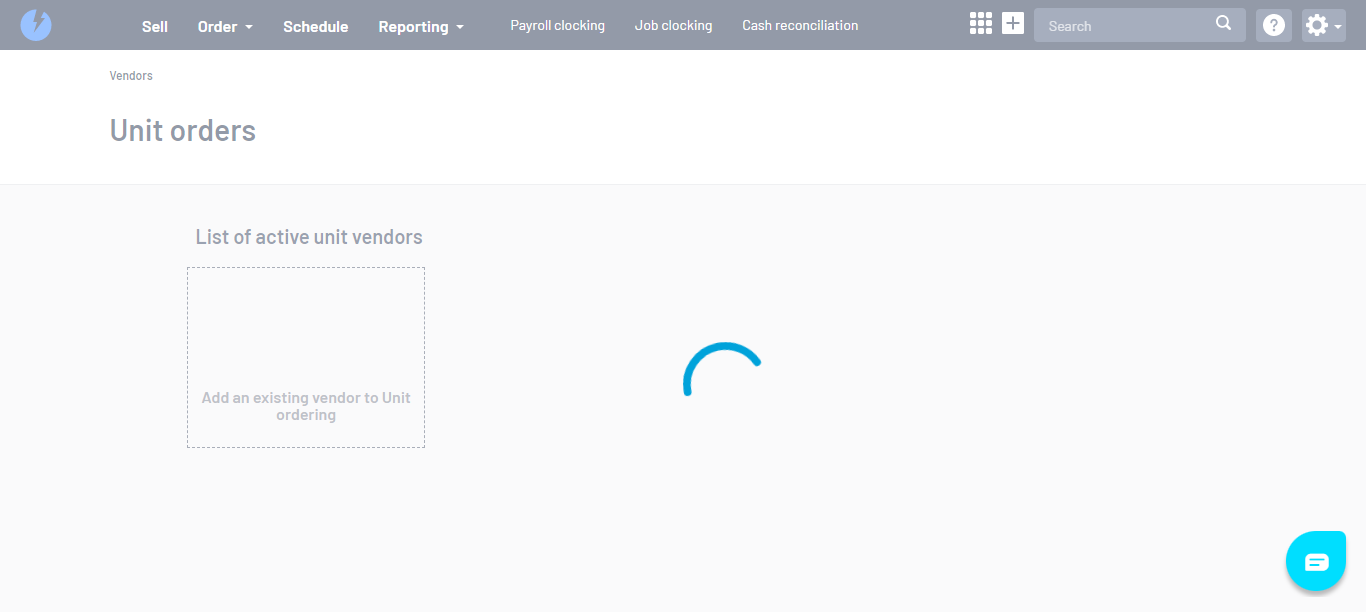 Sell Order Schedule Reporting Payroll clocking Job clocking Cash reconciliation Search ?
Vendors
Unit orders
List of active unit vendors
Add an existing vendor to Unit
ordering